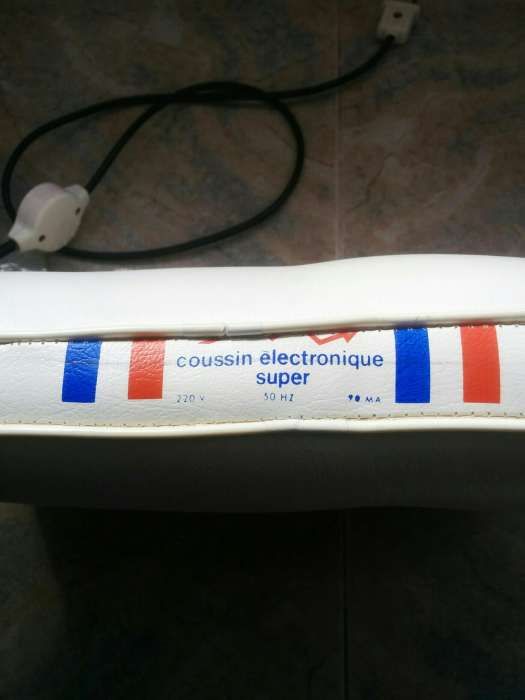 coussin électronique
super
220 V 50 HZ 90 MA